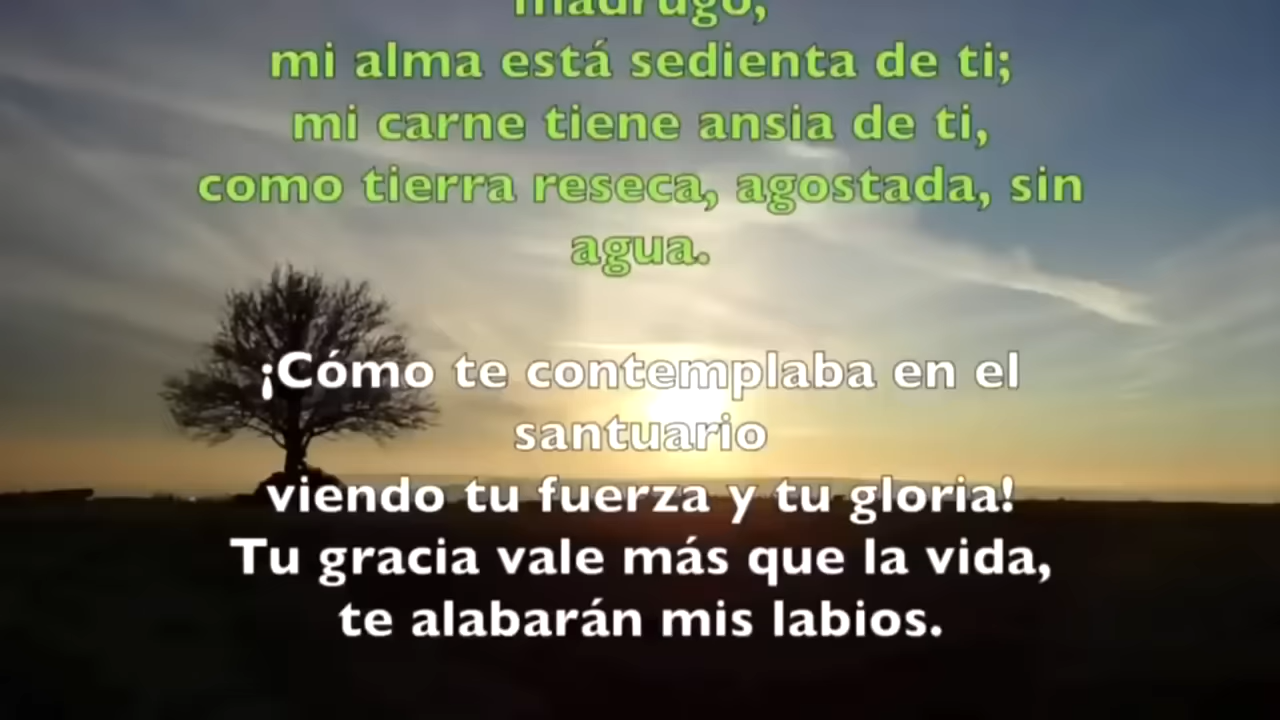 madrugo,
mi alma está sedienta de ti;
mi carne tiene ansia de ti,
como tierra reseca, agostada, sin
agua.
¡Cómo te contemplaba en el
santuario
viendo tu fuerza y tu gloria!
Tu gracia vale más que la vida,
te alabarán mis labios.